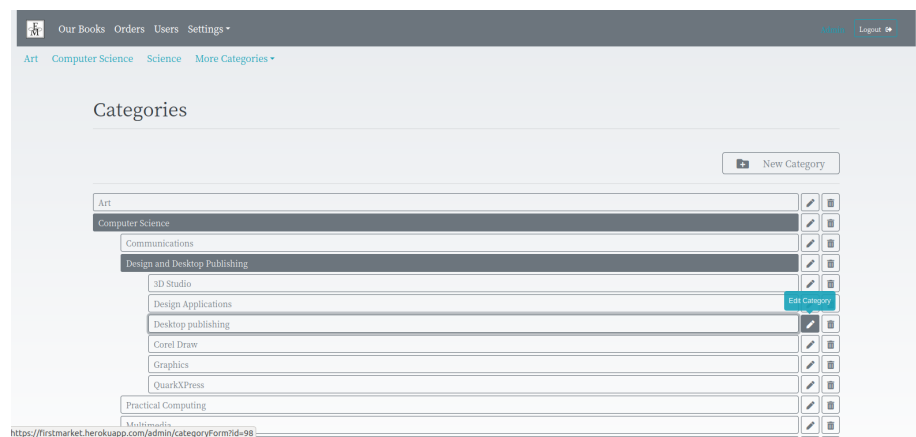 F M Our Books Orders Users Settings Logout
Art Computer Science Science More Categories
Categories
New Category
Art
Computer Science
Communications
Design and Desktop Publishing
3D Studio
Design Applications
Edit Category
Desktop publishing
Corel Draw
Graphics
QuarkXPress
Practical Computing
Multimedia
https://firstmarket.herokuapp.com/admin/categoryForm?id=98